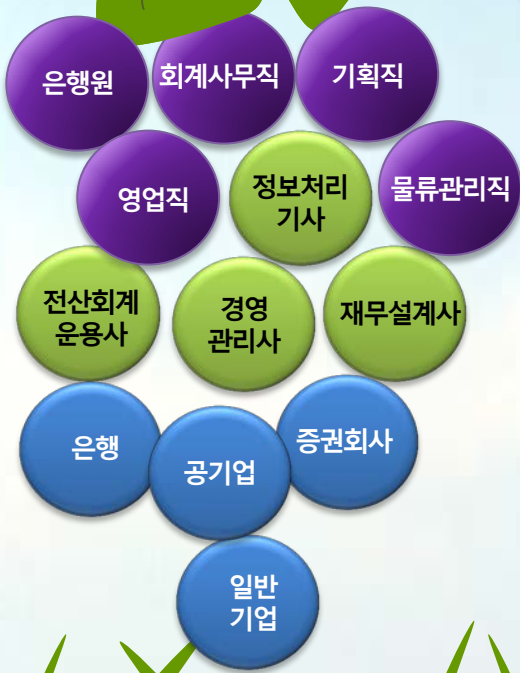 은행원
회계사무직
기획직
영업직
정보처리
기사
물류관리직
전산회계
운용사
경영
관리사
재무설계사
은행
공기업
증권회사
일반
기업